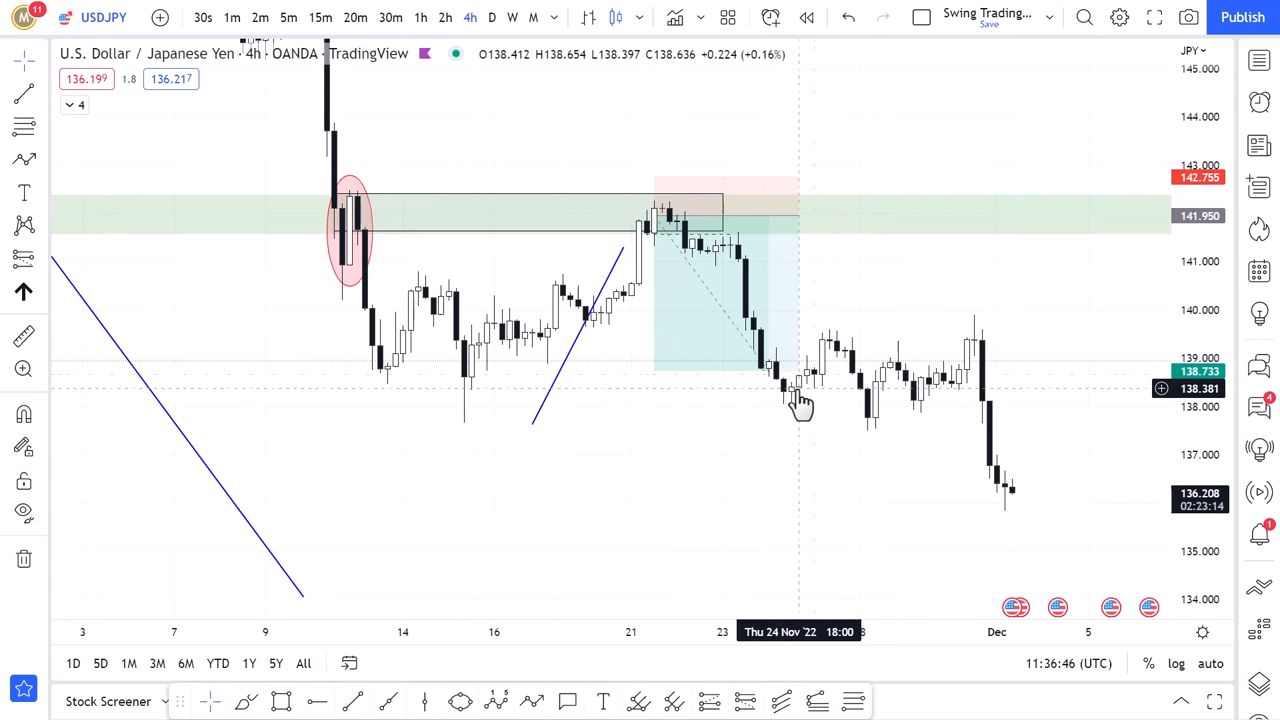 11
M
USDJPY
30s 1m 2m 5m 15m 20m 30m 1h 2h 4h D W M
Swing Trading...
Save
Publish
U.S. Dollar / Japanese Yen · 4h · OANDA · TradingView O138.412 H138.654 L138.397 C138.636 +0.224 (+0.16%)
JPY
136.199 1.8 136.217
4
145.000
144.000
143.000
142.755
141.950
141.000
140.000
139.000
138.733
138.381
138.000
137.000
136.208
02:23:14
135.000
134.000
4
1
3 7 9 14 16 21 23 Thu 24 Nov '22 18:00 8 Dec 5
1D 5D 1M 3M 6M YTD 1Y 5Y All
11:36:46 (UTC) % log auto
Stock Screener